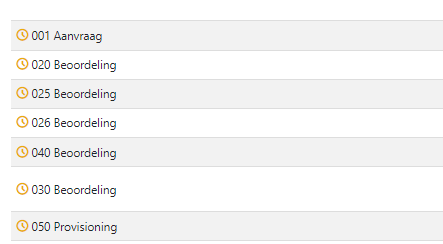 001 Aanvraag
020 Beoordeling
025 Beoordeling
026 Beoordeling
040 Beoordeling
030 Beoordeling
050 Provisioning